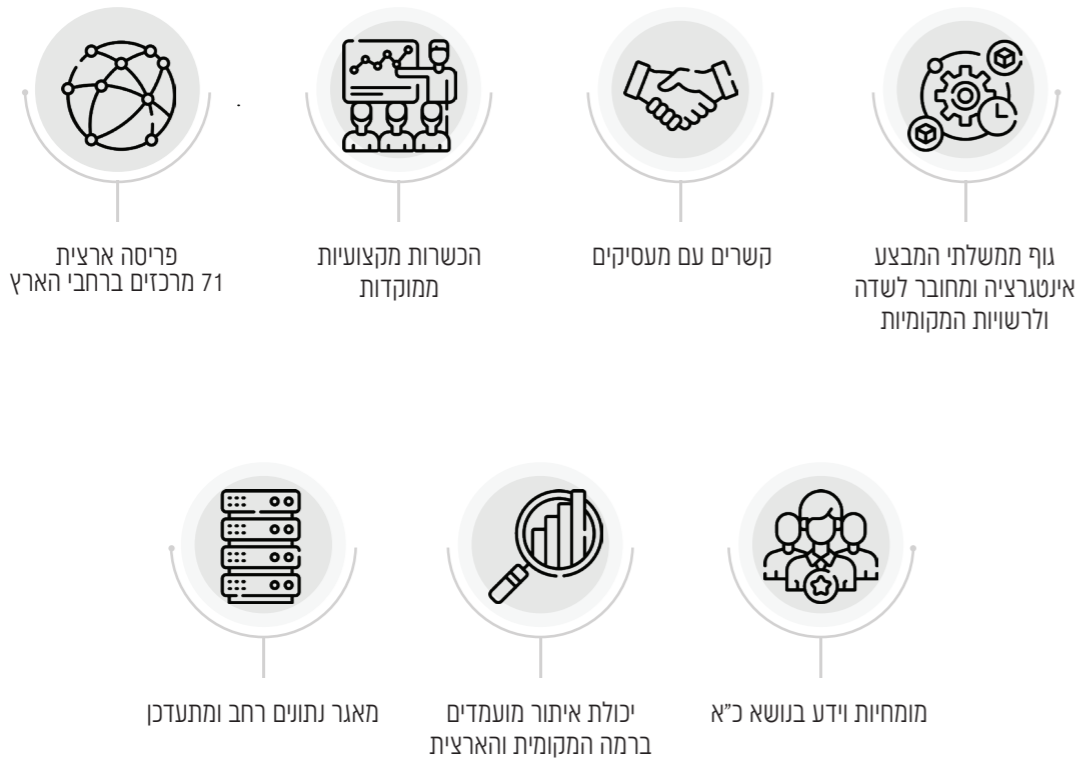 גוף ממשלתי המבצע
אינטגרציה ומחובר לשדה
ולרשויות המקומיות
קשרים עם מעסיקים
הכשרות מקצועיות
ממוקדות
פריסה ארצית
71 מרכזים ברחבי הארץ
מומחיות וידע בנושא כ"א
יכולת איתור מועמדים
ברמה המקומית והארצית
מאגר נתונים רחב ומתעדכן